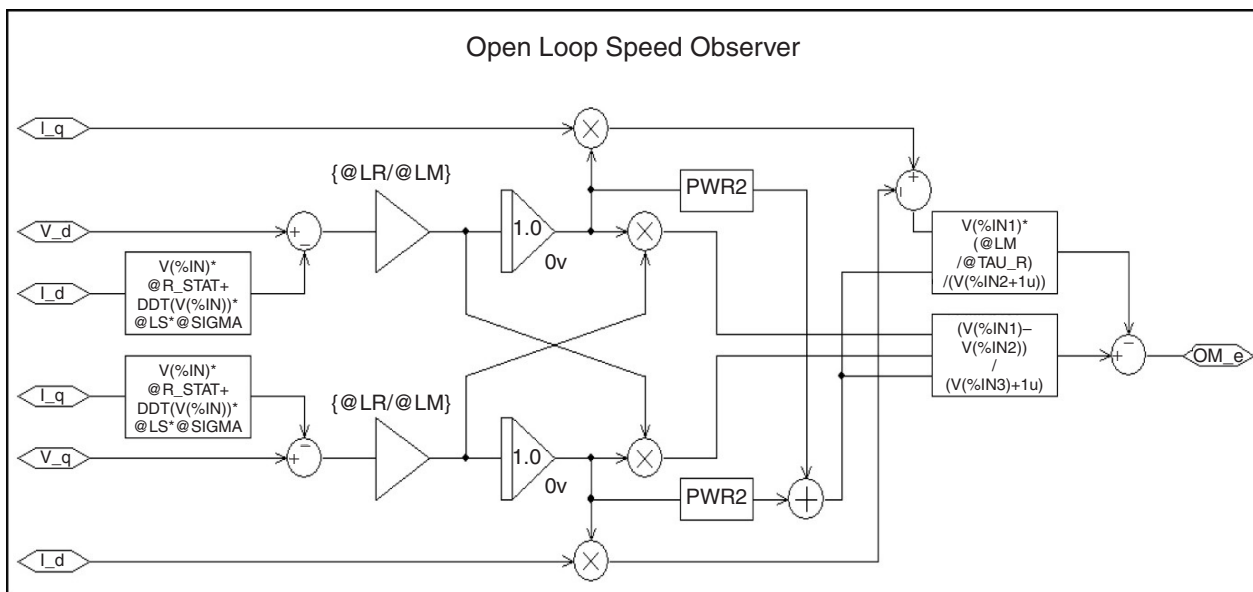 Open Loop Speed Observer
I_q
{@LR/@LM}
PWR2
V_d
+
−
1.0
0v
+
−
I_d
V(%IN)*
@R_STAT+
DDT(V(%IN))*
@LS*@SIGMA
V(%IN1)*
(@LM
/@TAU_R)
/(V(%IN2+1u))
(V(%IN1)−
V(%IN2))
/
(V(%IN3)+1u)
−
+
OM_e
I_q
V(%IN)*
@R_STAT+
DDT(V(%IN))*
@LS*@SIGMA
{@LR/@LM}
V_q
−
+
1.0
0v
PWR2
+
I_d